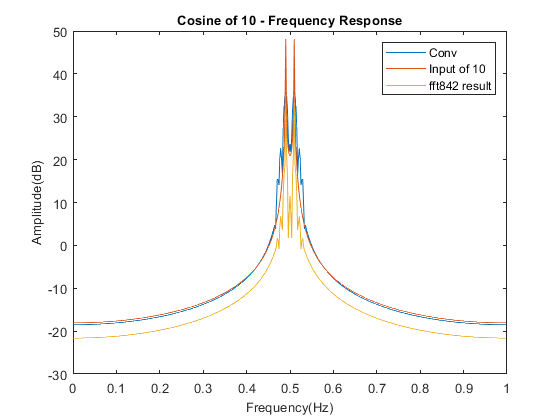 Cosine of 10 - Frequency Response
50
40
30
20
10
0
-10
-20
-30
Amplitude(dB)
Conv
Input of 10
fft842 result
0 0.1 0.2 0.3 0.4 0.5 0.6 0.7 0.8 0.9 1
Frequency(Hz)